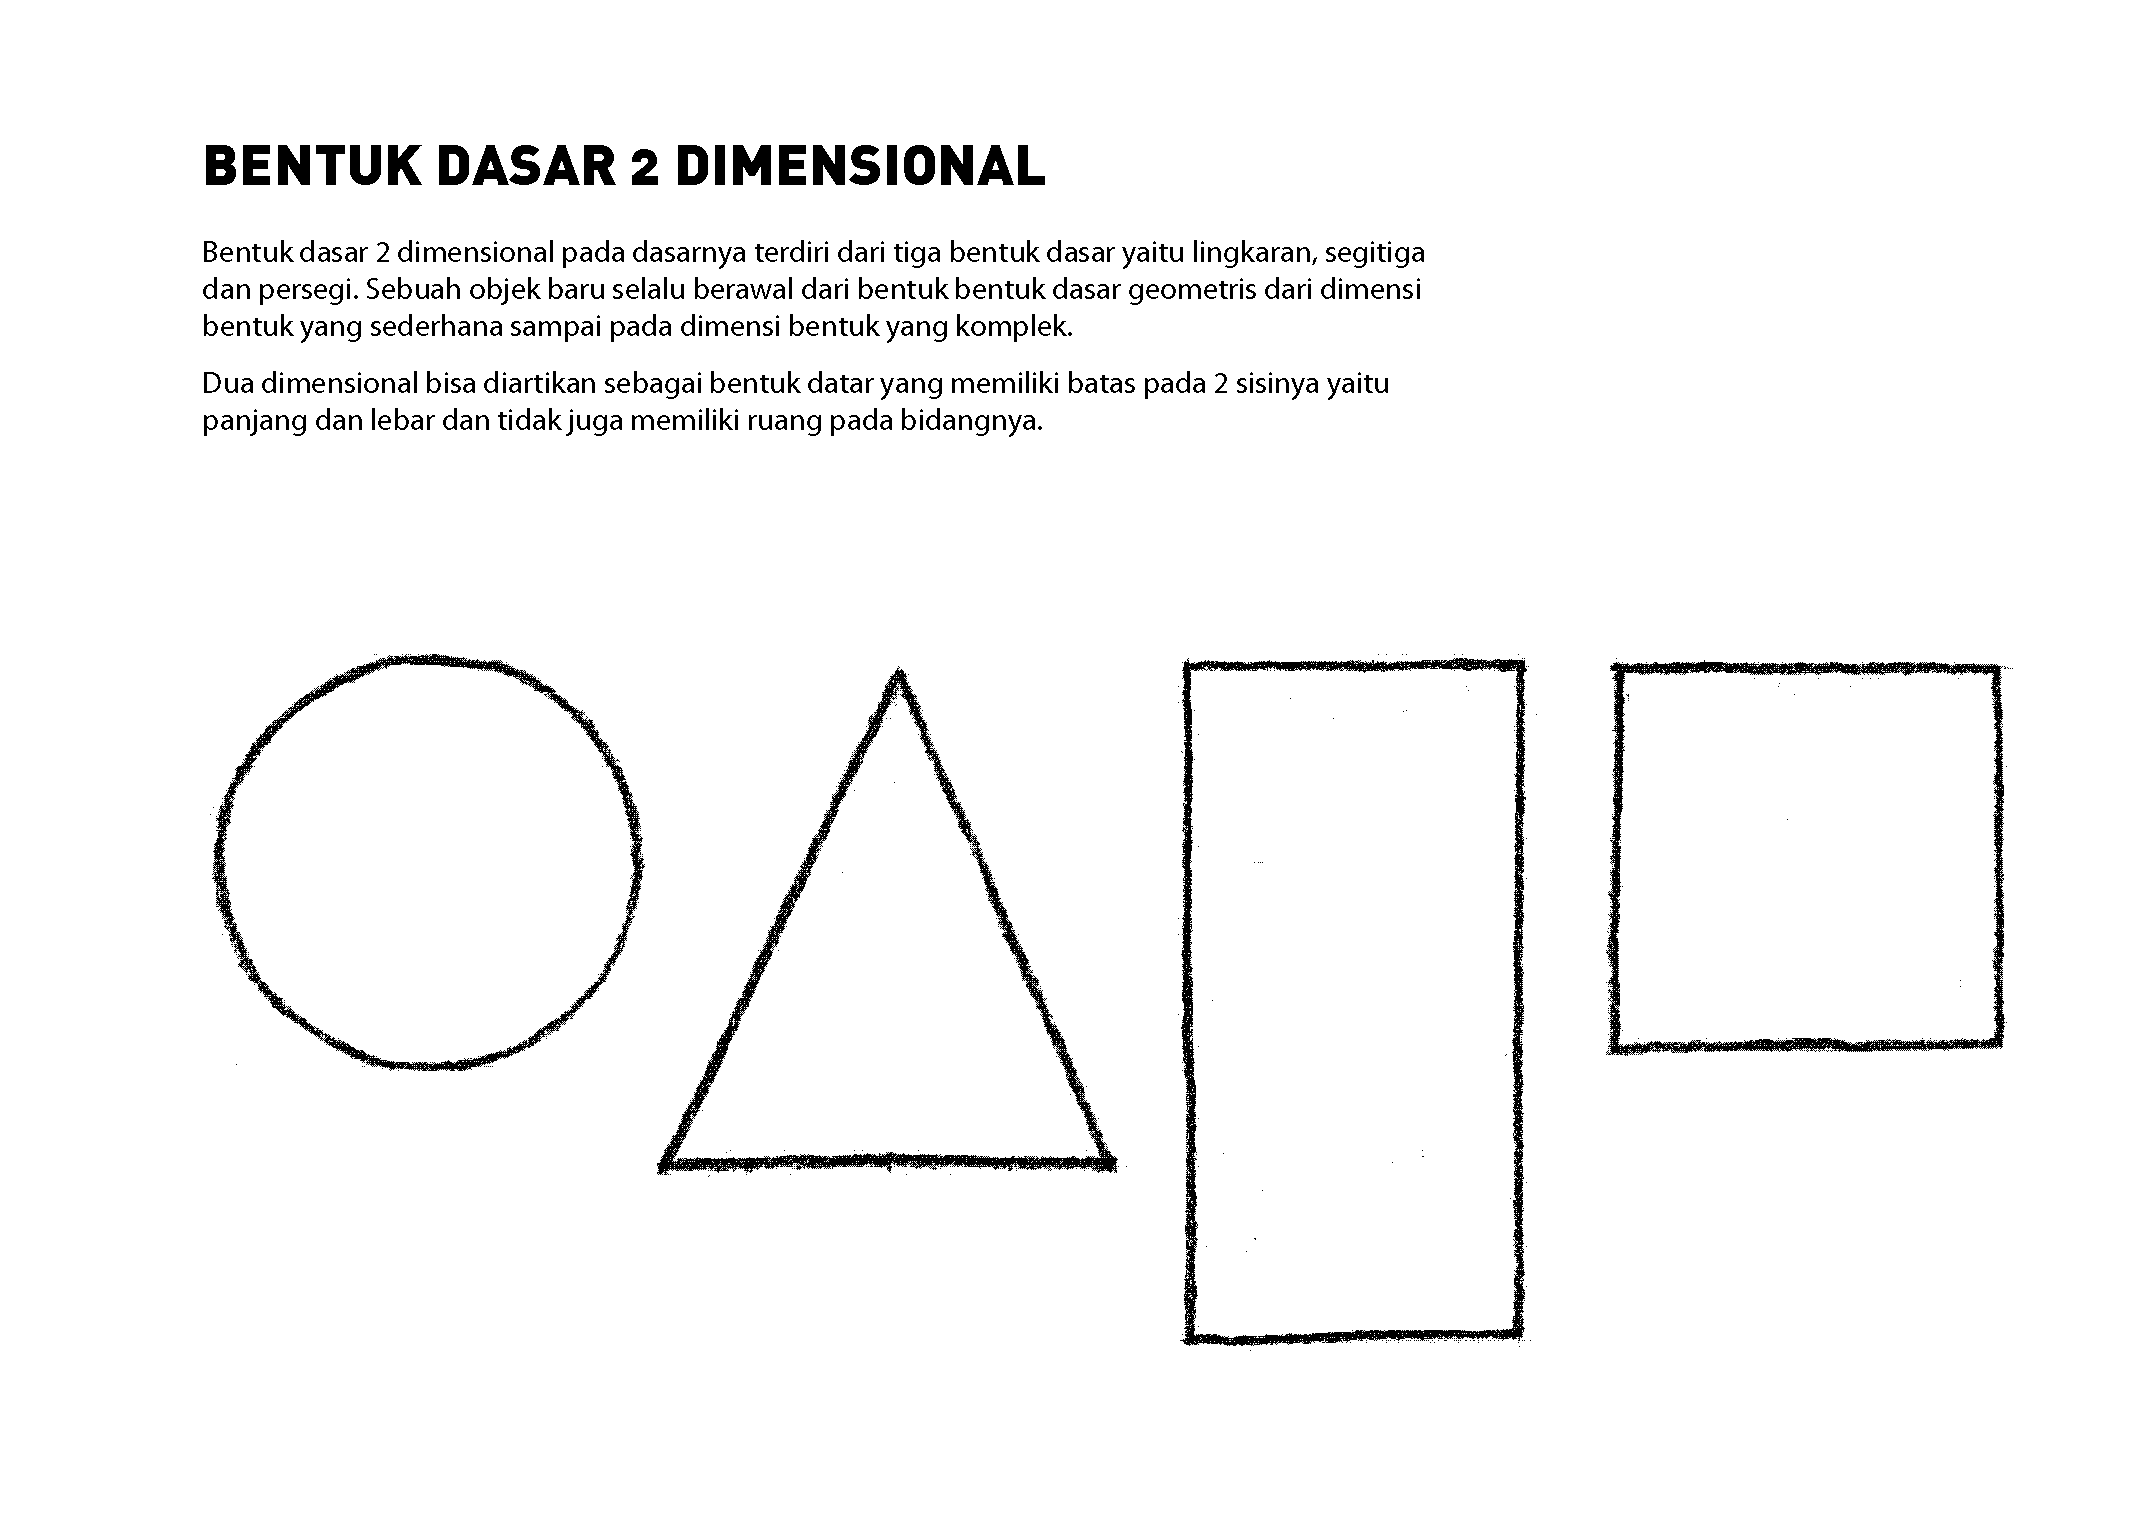 BENTUK DASAR 2 DIMENSIONAL
Bentuk dasar 2 dimensional pada dasarnya terdiri dari tiga bentuk dasar yaitu lingkaran, segitiga
dan persegi. Sebuah objek baru selalu berawal dari bentuk bentuk dasar geometris dari dimensi
bentuk yang sederhana sampai pada dimensi bentuk yang komplek.
Dua dimensional bisa diartikan sebagai bentuk datar yang memiliki batas pada 2 sisinya yaitu
panjang dan lebar dan tidak juga memiliki ruang pada bidangnya.